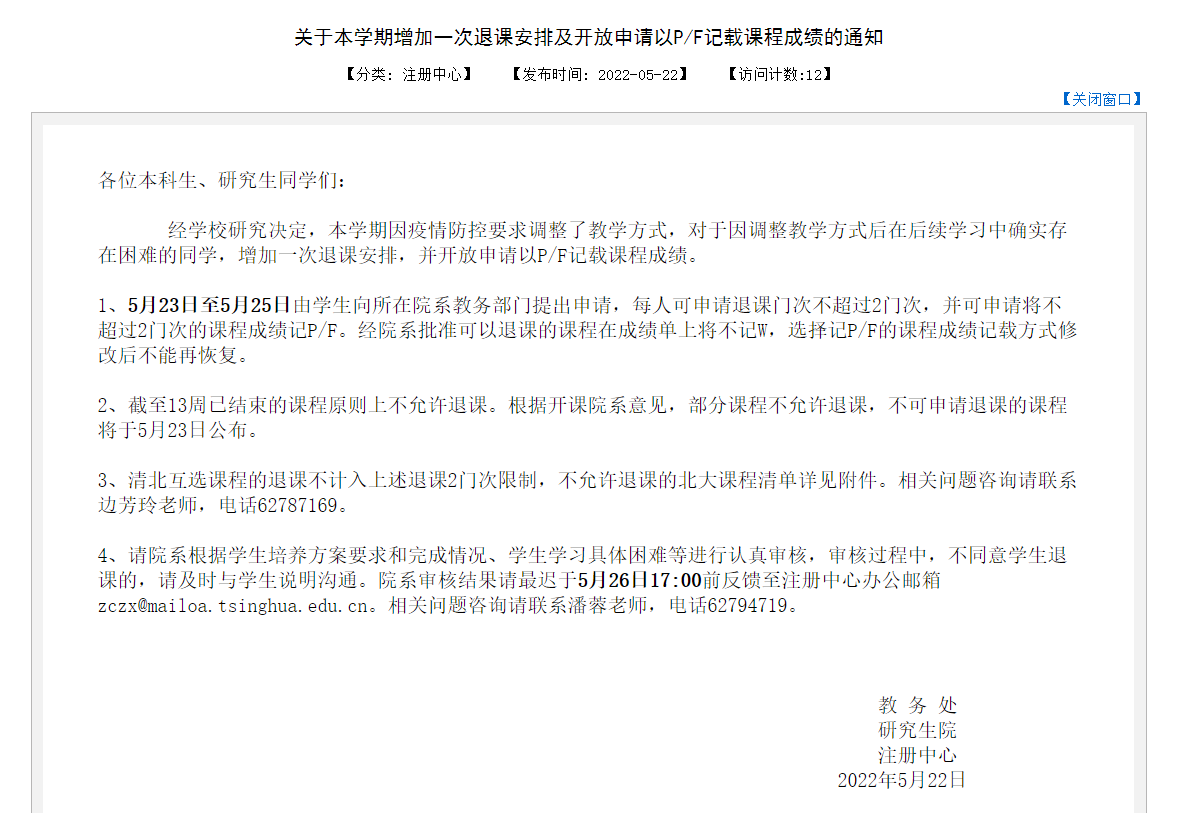 关于本学期增加一次退课安排及开放申请以P/F记载课程成绩的通知
【分类：注册中心】 【发布时间：2022-05-22】 【访问计数:12】
【关闭窗口】
各位本科生、研究生同学们：
经学校研究决定，本学期因疫情防控要求调整了教学方式，对于因调整教学方式后在后续学习中确实存
在困难的同学，增加一次退课安排，并开放申请以P/F记载课程成绩。
1、5月23日至5月25日由学生向所在院系教务部门提出申请，每人可申请退课门次不超过2门次，并可申请将不
超过2门次的课程成绩记P/F。经院系批准可以退课的课程在成绩单上将不记W，选择记P/F的课程成绩记载方式修
改后不能再恢复。
2、截至13周已结束的课程原则上不允许退课。根据开课院系意见，部分课程不允许退课，不可申请退课的课程
将于5月23日公布。
3、清北互选课程的退课不计入上述退课2门次限制，不允许退课的北大课程清单详见附件。相关问题咨询请联系
边芳玲老师，电话62787169。
4、请院系根据学生培养方案要求和完成情况、学生学习具体困难等进行认真审核，审核过程中，不同意学生退
课的，请及时与学生说明沟通。院系审核结果请最迟于5月26日17:00前反馈至注册中心办公邮箱
zczx@mailoa.tsinghua.edu.cn。相关问题咨询请联系潘蓉老师，电话62794719。
教 务 处
研究生院
注册中心
2022年5月22日